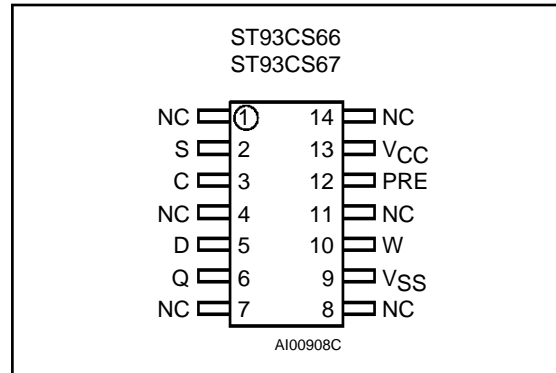 ST93CS66
ST93CS67
NC 1 14 NC
S 2 13 VCC
C 3 12 PRE
NC 4 11 NC
D 5 10 W
Q 6 9 VSS
NC 7 8 NC
AI00908C